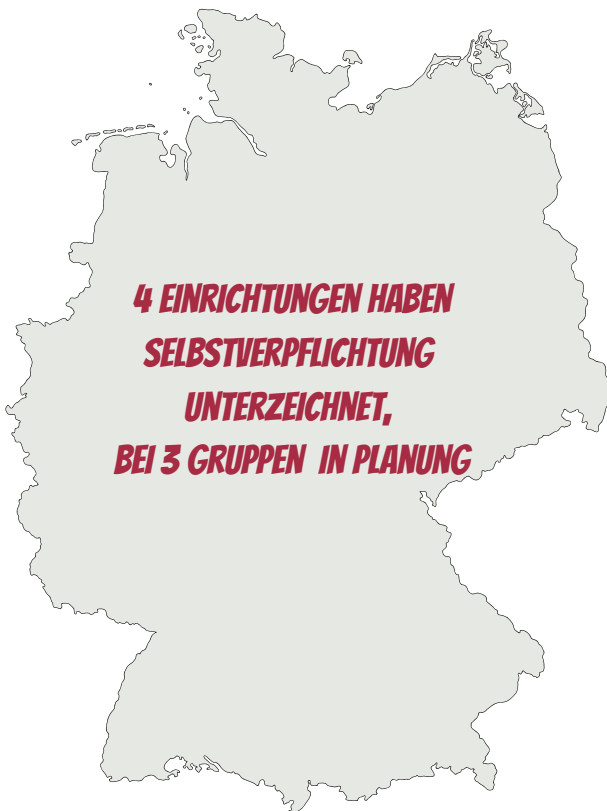 4 EINRICHTUNGEN HABEN
SELBSTVERPFLICHTUNG
UNTERZEICHNET,
BEI 3 GRUPPEN IN PLANUNG